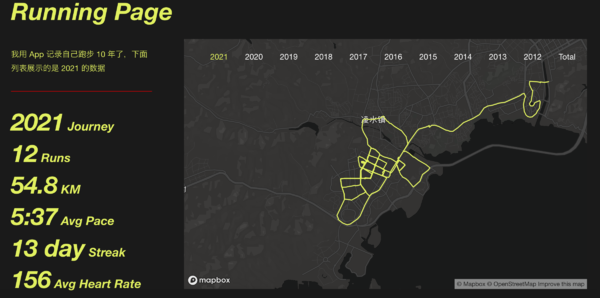 Running Page
我用 App 记录自己跑步 10 年了，下面
列表展示的是 2021 的数据
2021 Journey
12 Runs
54.8 KM
5:37 Avg Pace
13 day Streak
156 Avg Heart Rate
2021 2020 2019 2018 2017 2016 2015 2014 2013 2012 Total
凌水镇
mapbox
© Mapbox © OpenStreetMap Improve this map